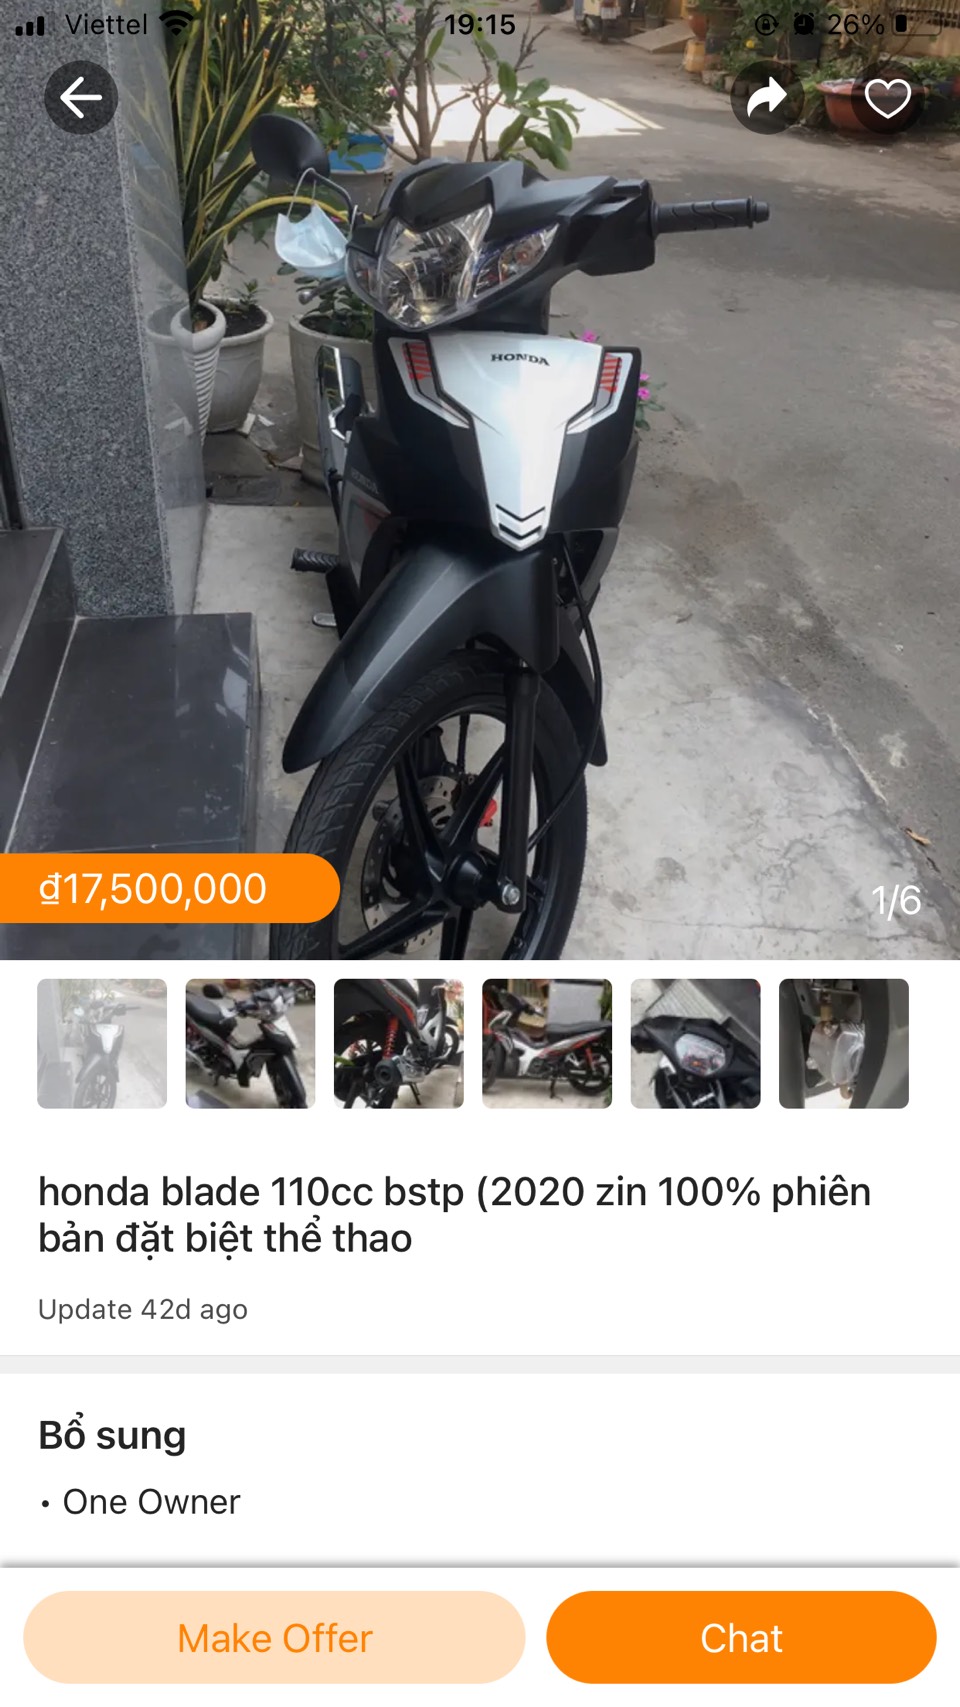 Viettel 19:15 26%
HONDA
₫17,500,000
1/6
honda blade 110cc bstp (2020 zin 100% phiên
bản đặt biệt thể thao
Update 42d ago
Bổ sung
• One Owner
Make Offer
Chat